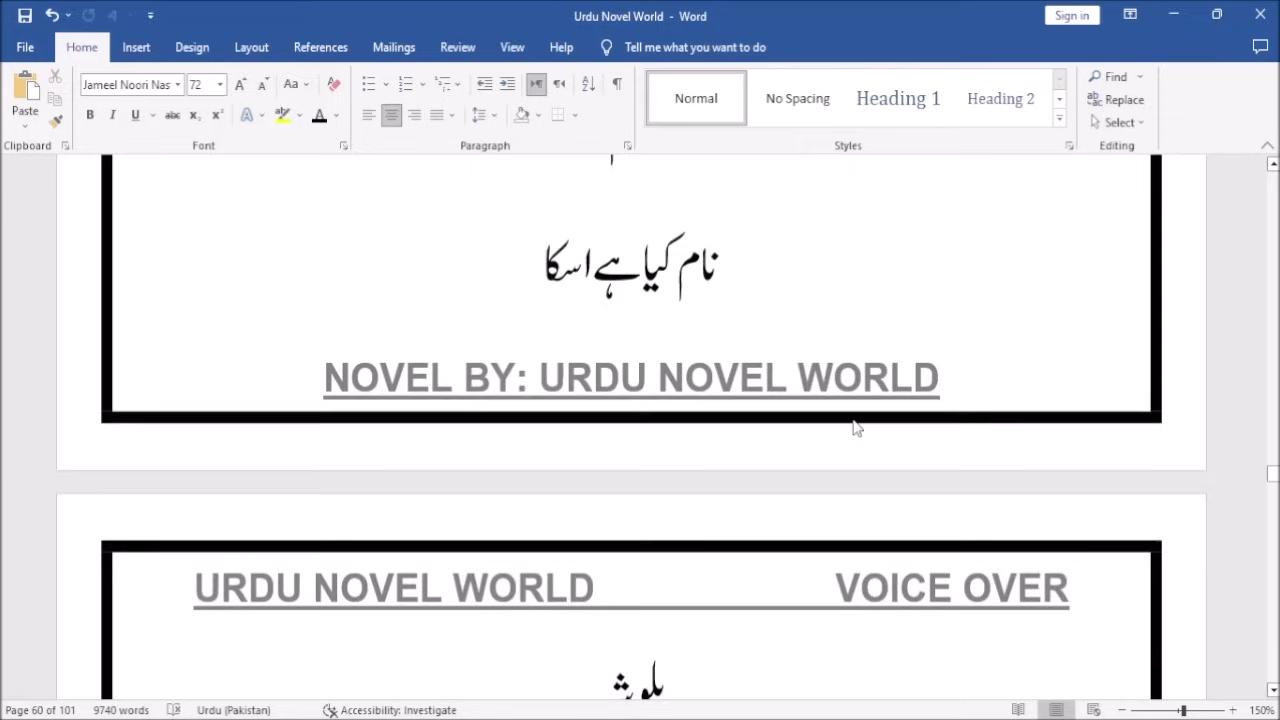 Urdu Novel World - Word
Sign in
File Home Insert Design Layout References Mailings Review View Help Tell me what you want to do
Paste
Jameel Noori Nas 72
Normal
No Spacing
Heading 1
Heading 2
Find
Replace
Select
Clipboard Font Paragraph Styles Editing
نام کیا ہے اسکا
NOVEL BY: URDU NOVEL WORLD
URDU NOVEL WORLD VOICE OVER
Page 60 of 101 9740 words Urdu (Pakistan) Accessibility: Investigate 150%